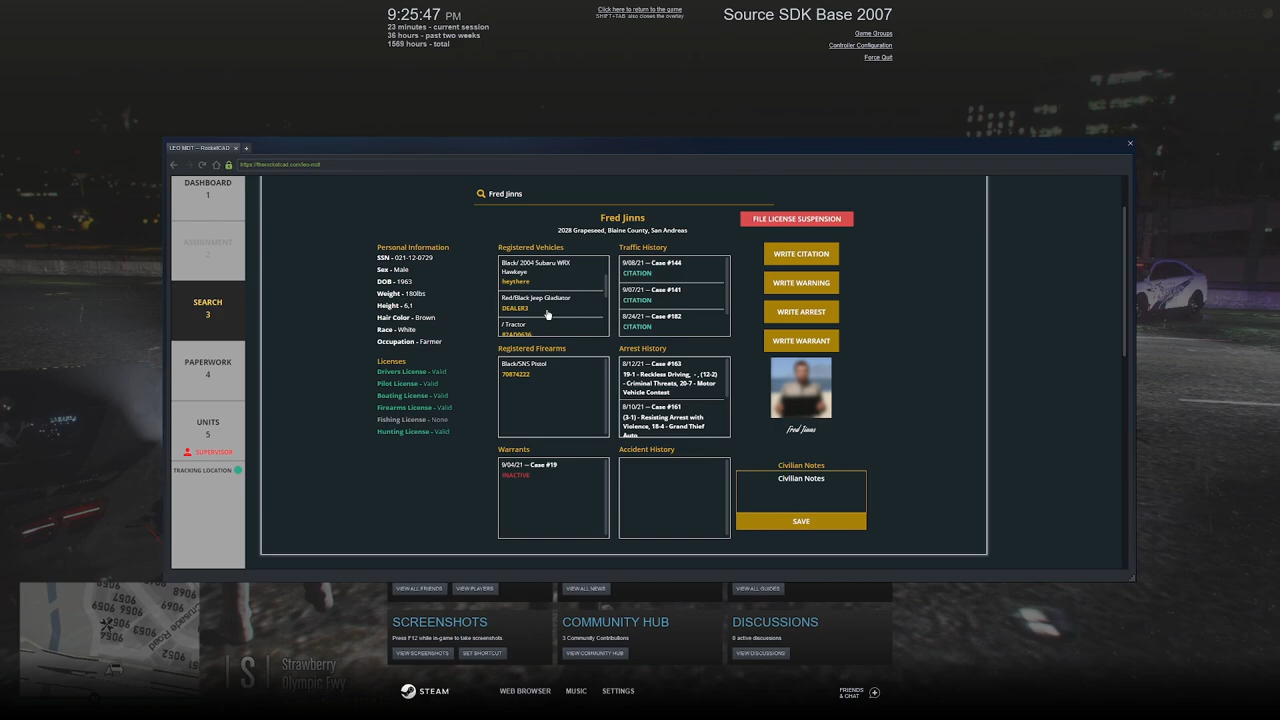 9:25:47 PM
23 minutes - current session
36 hours - past two weeks
1569 hours - total
Click here to return to the game
SHIFT+TAB also closes the overlay
Source SDK Base 2007
Game Groups
Controller Configuration
Force Quit
LEO MDT -- RocketCAD
https://therocketcad.com/leo-mdt
DASHBOARD
1
ASSIGNMENT
2
SEARCH
3
PAPERWORK
4
UNITS
5
SUPERVISOR
TRACKING LOCATION
Fred Jinns
Fred Jinns
2028 Grapeseed, Blaine County, San Andreas
FILE LICENSE SUSPENSION
Personal Information
SSN - 021-12-0729
Sex - Male
DOB - 1963
Weight - 180lbs
Height - 6,1
Hair Color - Brown
Race - White
Occupation - Farmer
Licenses
Drivers License - Valid
Pilot License - Valid
Boating License - Valid
Firearms License - Valid
Fishing License - None
Hunting License - Valid
Registered Vehicles
Black/ 2004 Subaru WRX
Hawkeye
heythere
Red/Black Jeep Gladiator
DEALER3
/ Tractor
82AD0636
Registered Firearms
Black/SNS Pistol
70874222
Warrants
9/04/21 -- Case #19
INACTIVE
Traffic History
9/08/21 -- Case #144
CITATION
9/07/21 -- Case #141
CITATION
8/24/21 -- Case #182
CITATION
Arrest History
8/12/21 -- Case #163
19-1 - Reckless Driving, - , (12-2)
- Criminal Threats, 20-7 - Motor
Vehicle Contest
8/10/21 -- Case #161
(3-1) - Resisting Arrest with
Violence, 18-4 - Grand Thief
Auto
Accident History
WRITE CITATION
WRITE WARNING
WRITE ARREST
WRITE WARRANT
fred Jinns
Civilian Notes
Civilian Notes
SAVE
VIEW ALL FRIENDS
VIEW PLAYERS
VIEW ALL NEWS
VIEW ALL GUIDES
SCREENSHOTS
Press F12 while in-game to take screenshots
VIEW SCREENSHOTS
SET SHORTCUT
COMMUNITY HUB
3 Community Contributions
VIEW COMMUNITY HUB
DISCUSSIONS
0 active discussions
VIEW DISCUSSIONS
S
Strawberry
Olympic Fwy
STEAM
WEB BROWSER
MUSIC
SETTINGS
FRIENDS
& CHAT